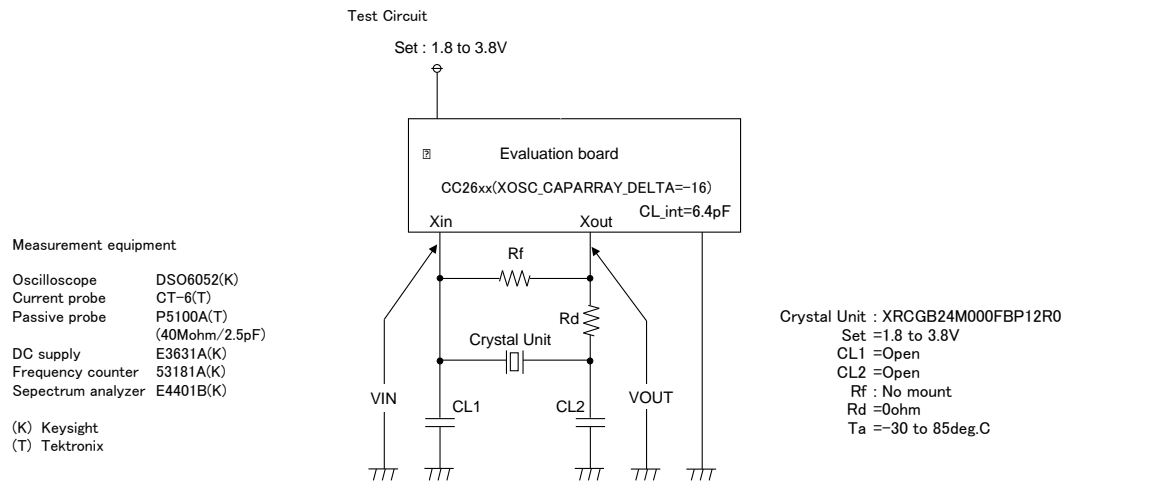 Test Circuit
Set : 1.8 to 3.8V
Evaluation board
CC26xx(XOSC_CAPARRAY_DELTA=-16)
CL_int=6.4pF
Xin
Xout
Rf
Rd
Crystal Unit
VIN
CL1
CL2
VOUT
Measurement equipment
Oscilloscope DSO6052(K)
Current probe CT-6(T)
Passive probe P5100A(T)
(40Mohm/2.5pF)
DC supply E3631A(K)
Frequency counter 53181A(K)
Sepectrum analyzer E4401B(K)
(K) Keysight
(T) Tektronix
Crystal Unit : XRCGB24M000FBP12R0
Set =1.8 to 3.8V
CL1 =Open
CL2 =Open
Rf : No mount
Rd =0ohm
Ta =-30 to 85deg.C